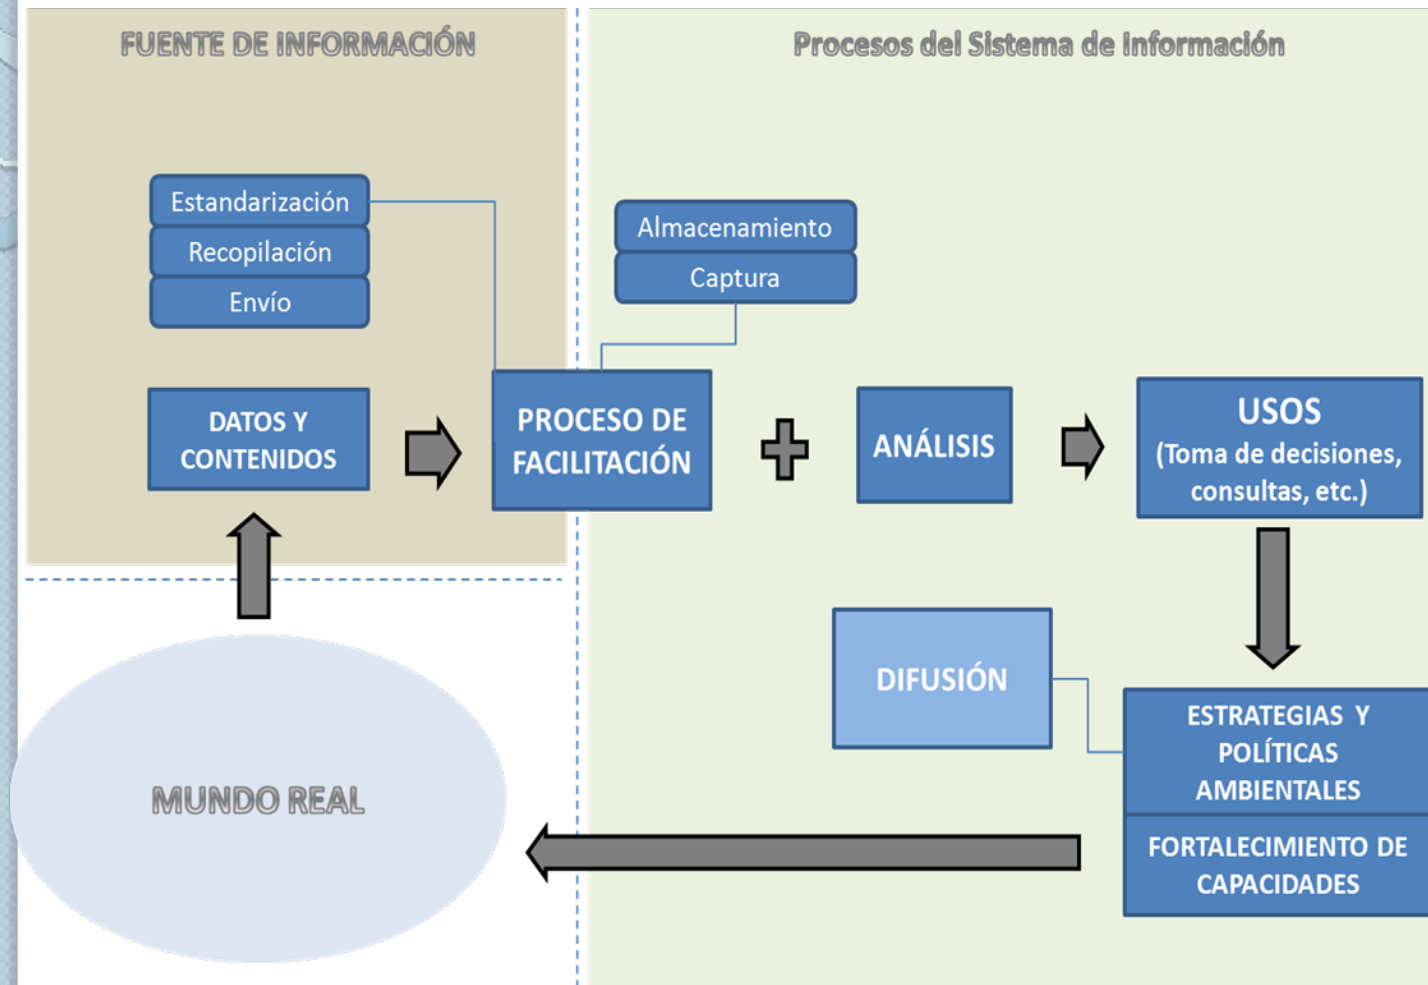 FUENTE DE INFORMACIÓN
Procesos del Sistema de Información
Estandarización
Recopilación
Envío
Almacenamiento
Captura
DATOS Y
CONTENIDOS
PROCESO DE
FACILITACIÓN
ANÁLISIS
USOS
(Toma de decisiones,
consultas, etc.)
DIFUSIÓN
ESTRATEGIAS Y
POLÍTICAS
AMBIENTALES
FORTALECIMIENTO DE
CAPACIDADES
MUNDO REAL